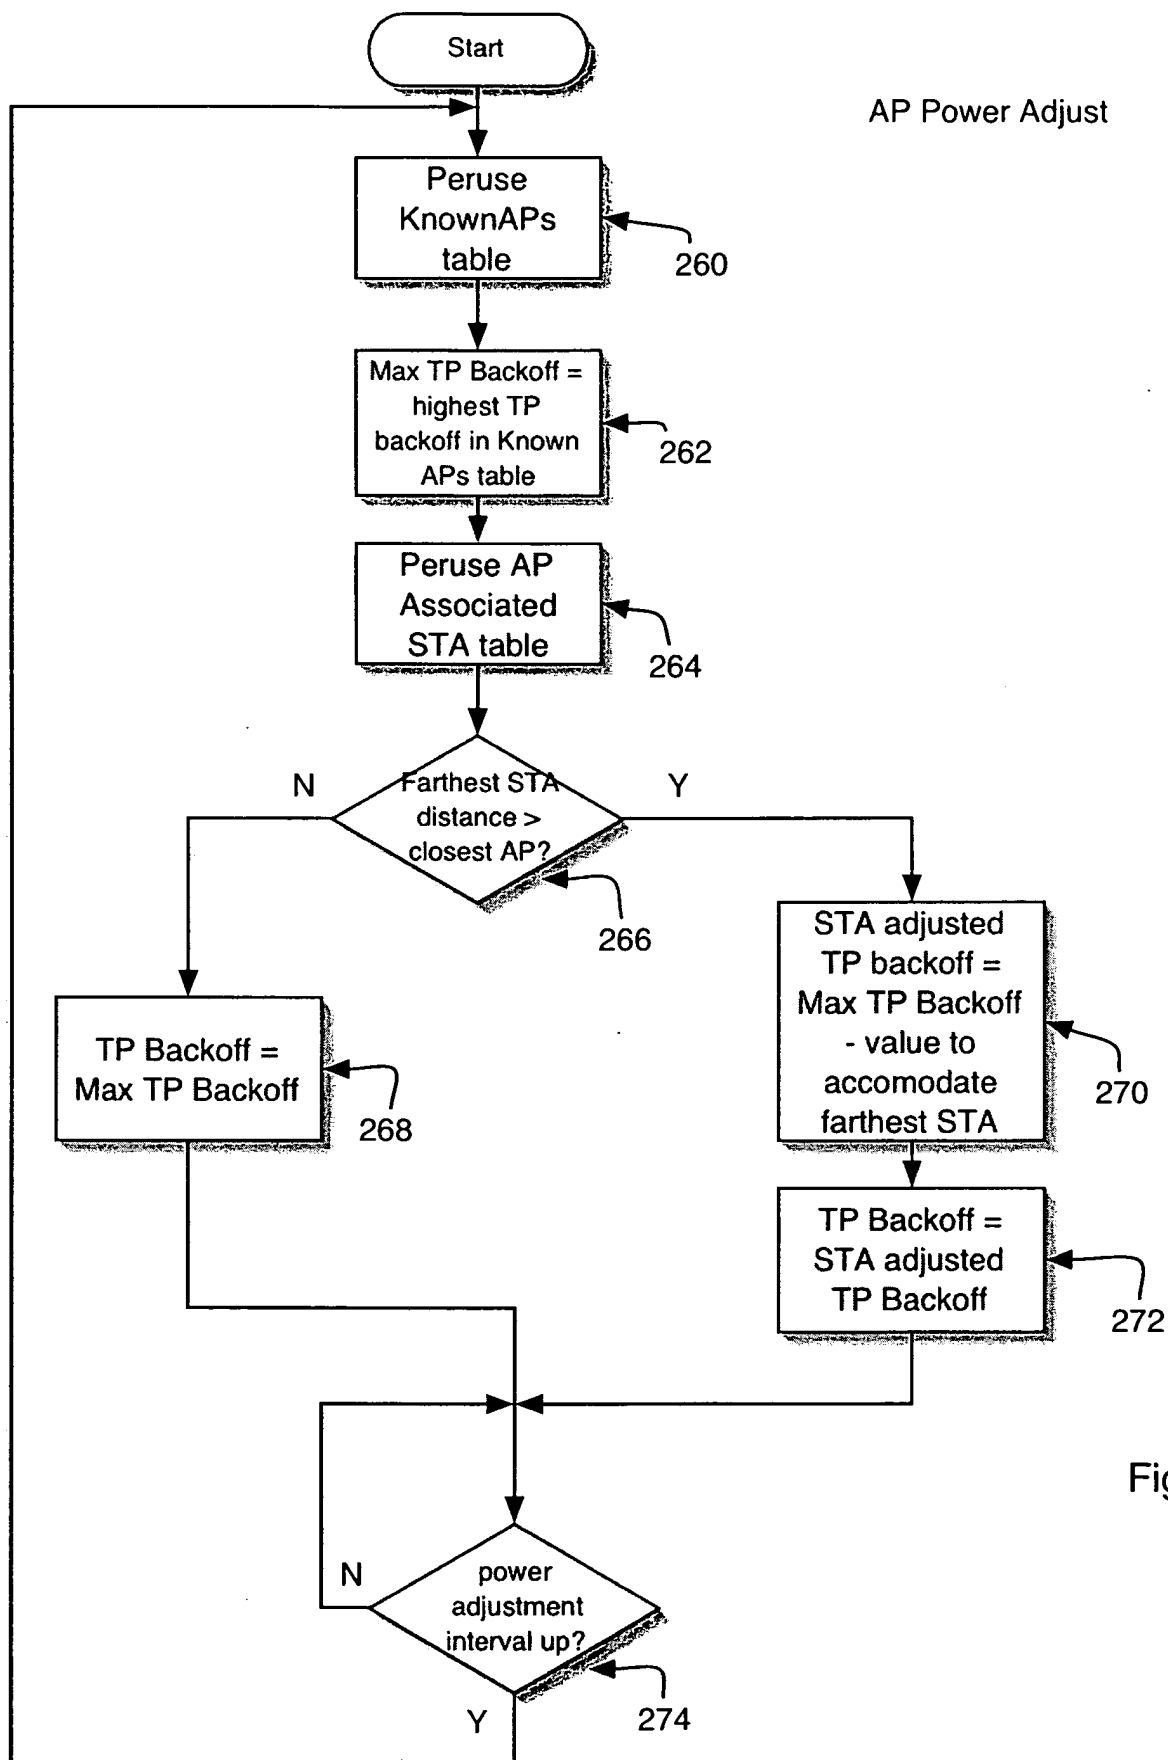 Start
AP Power Adjust
Peruse
KnownAPs
table
260
Max TP Backoff =
highest TP
backoff in Known
APs table
262
Peruse AP
Associated
STA table
264
N
Farthest STA
distance >
closest AP?
Y
266
STA adjusted
TP backoff =
Max TP Backoff
- value to
accomodate
farthest STA
270
TP Backoff =
Max TP Backoff
268
TP Backoff =
STA adjusted
TP Backoff
272
Fig
N
power
adjustment
interval up?
Y
274